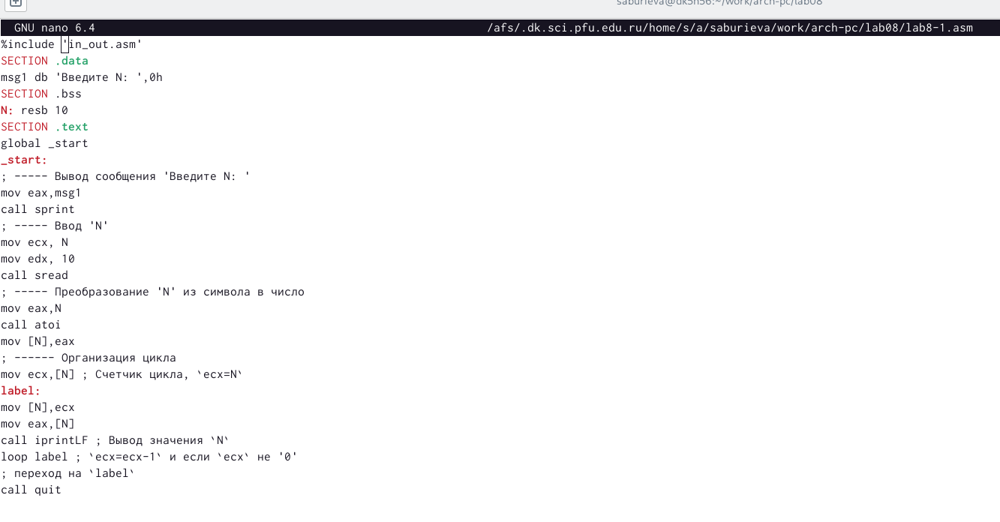 saburieva@dk5n56:~/work/arch-pc/lab08
GNU nano 6.4 /afs/.dk.sci.pfu.edu.ru/home/s/a/saburieva/work/arch-pc/lab08/lab8-1.asm
%include 'in_out.asm'
SECTION .data
msg1 db 'Введите N: ',0h
SECTION .bss
N: resb 10
SECTION .text
global _start
_start:
; ----- Вывод сообщения 'Введите N: '
mov eax,msg1
call sprint
; ----- Ввод 'N'
mov ecx, N
mov edx, 10
call sread
; ----- Преобразование 'N' из символа в число
mov eax,N
call atoi
mov [N],eax
; ------ Организация цикла
mov ecx,[N] ; Счетчик цикла, `ecx=N`
label:
mov [N],ecx
mov eax,[N]
call iprintLF ; Вывод значения `N`
loop label ; `ecx=ecx-1` и если `ecx` не '0'
; переход на `label`
call quit